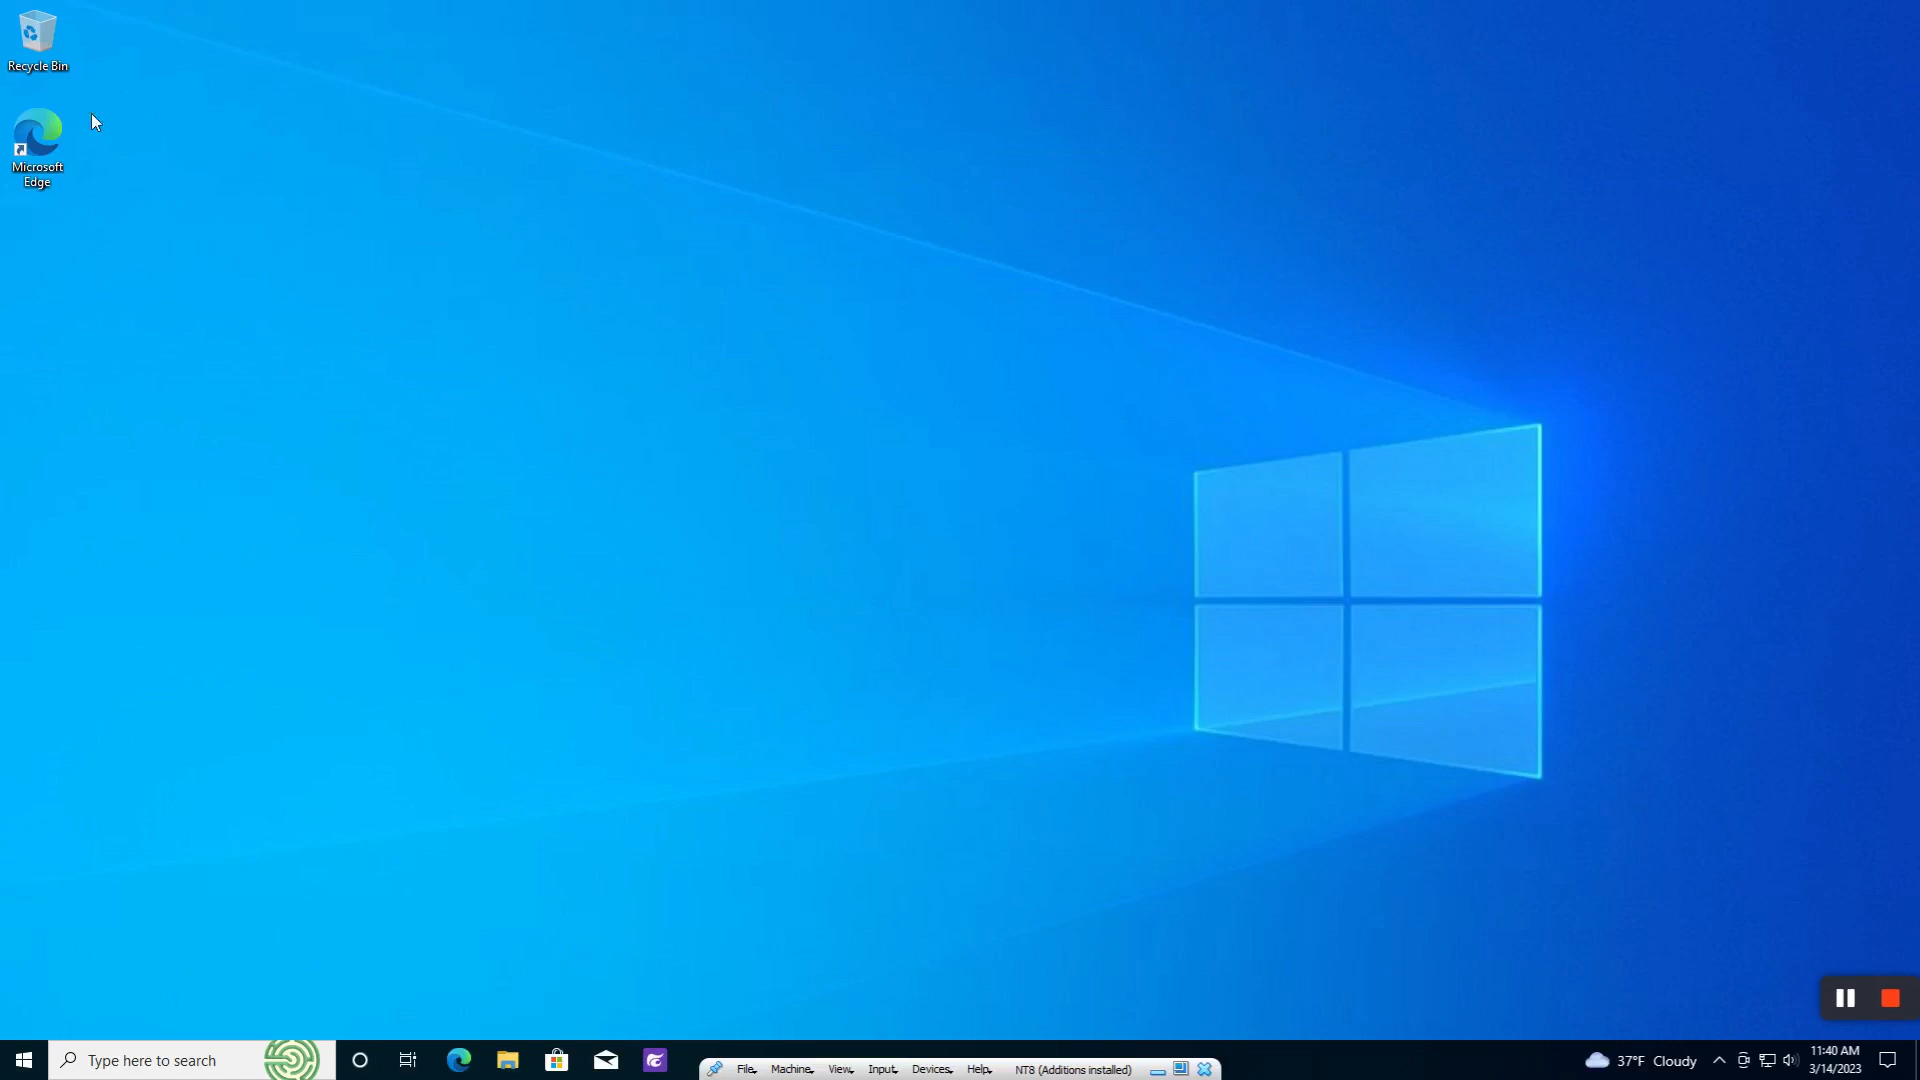 Recycle Bin
Microsoft
Edge
Type here to search
File
Machine
View
Input
Devices
Help
NT8 (Additions installed)
37°F Cloudy
11:40 AM
3/14/2023